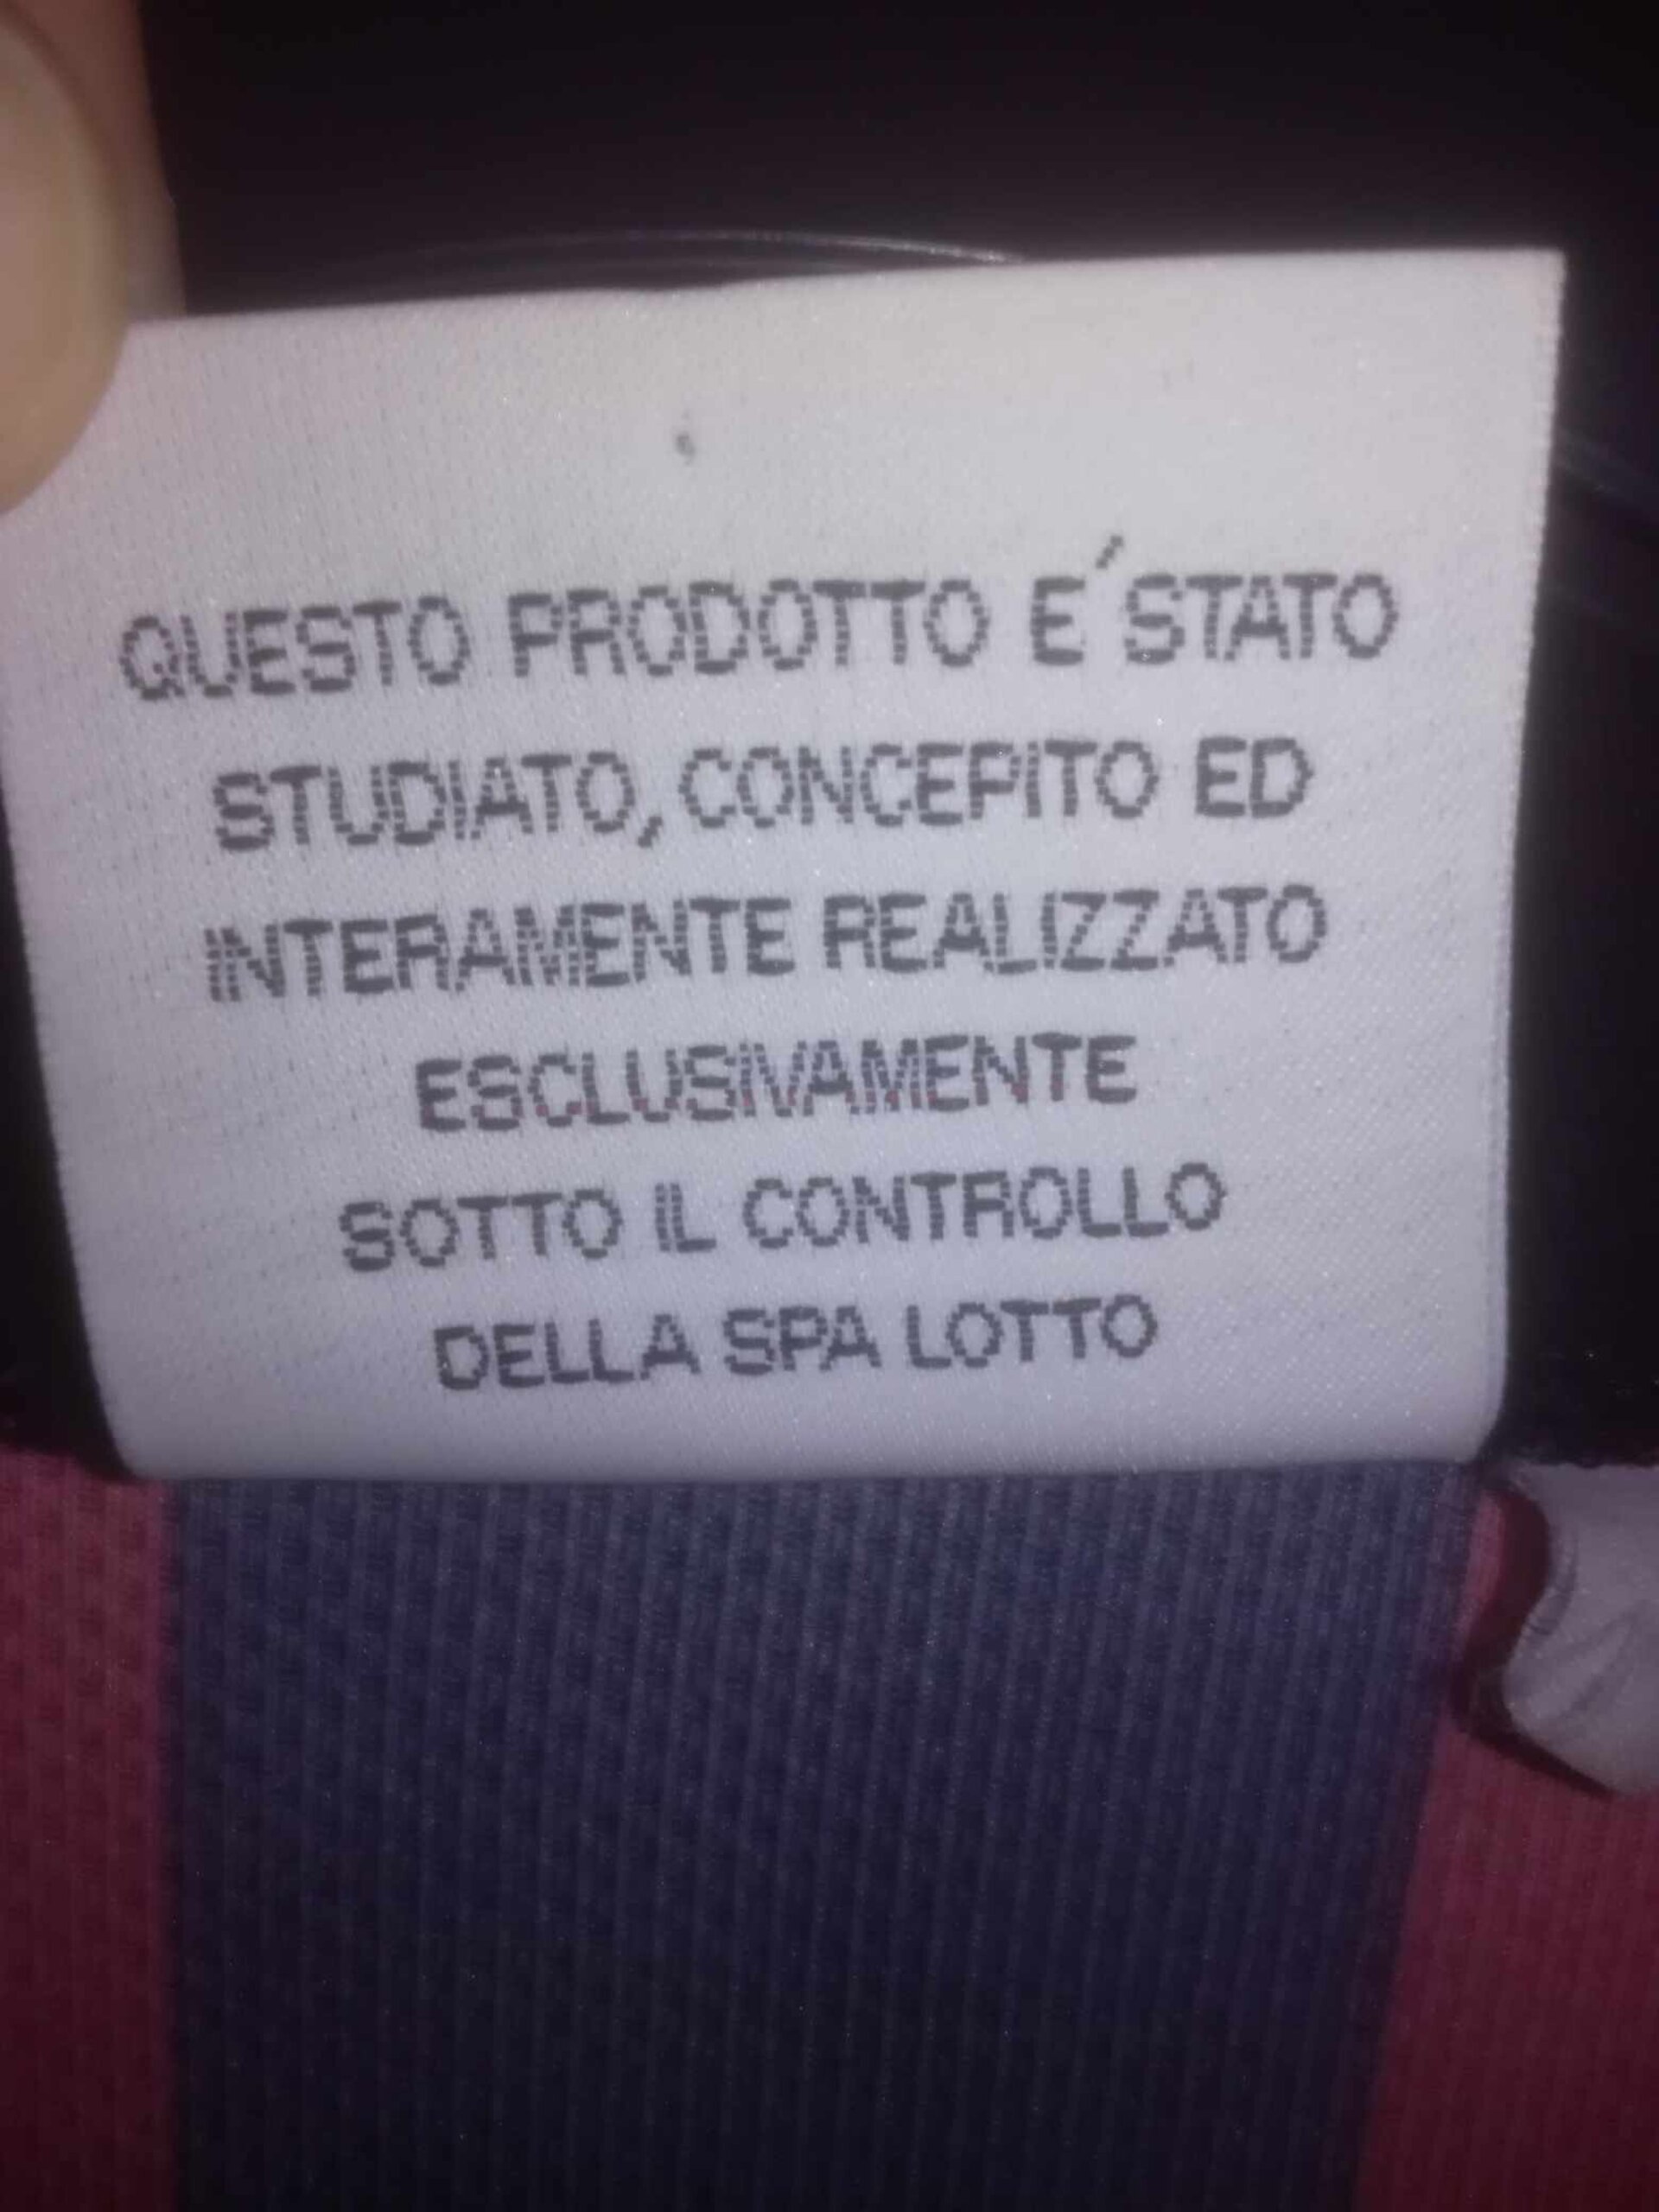 QUESTO PRODOTTO E´STATO
STUDIATO, CONCEPITO ED
INTERAMENTE REALIZZATO
ESCLUSIVAMENTE
SOTTO IL CONTROLLO
DELLA SPA LOTTO